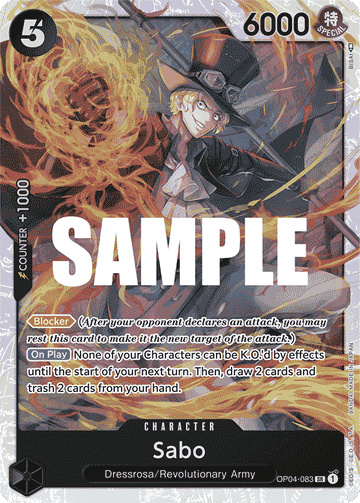 5
6000
特
SPECIAL
BISAI
COUNTER +1000
SAMPLE
Blocker (After your opponent declares an attack, you may
rest this card to make it the new target of the attack.)
On Play None of your Characters can be K.O.'d by effects
until the start of your next turn. Then, draw 2 cards and
trash 2 cards from your hand.
CHARACTER
Sabo
Dressrosa/Revolutionary Army
OP04-083 SR 1